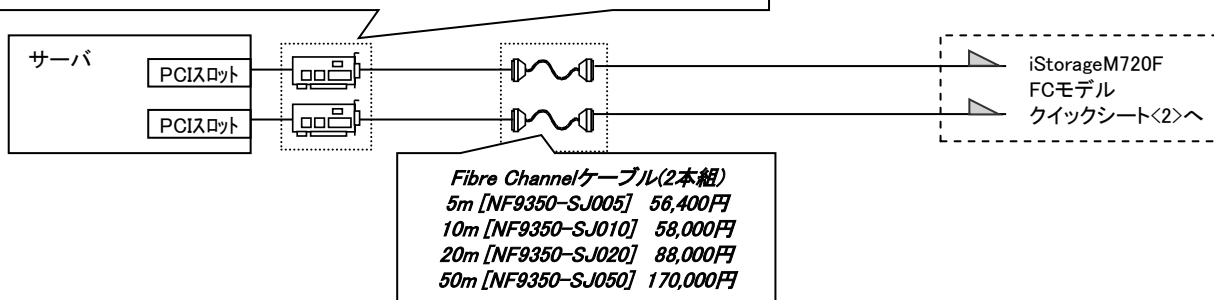 サーバ
PCIスロット
PCIスロット
iStorageM720F
FCモデル
クイックシート<2>へ
Fibre Channelケーブル(2本組)
5m [NF9350-SJ005] 56,400円
10m [NF9350-SJ010] 58,000円
20m [NF9350-SJ020] 88,000円
50m [NF9350-SJ050] 170,000円